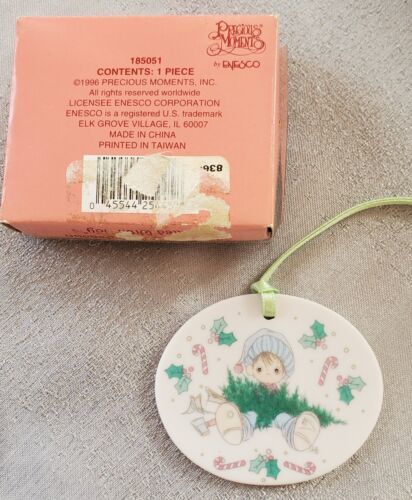 PRECIOUS
MOMENTS
by ENESCO
185051
CONTENTS: 1 PIECE
©1996 PRECIOUS MOMENTS, INC.
All rights reserved worldwide
LICENSEE ENESCO CORPORATION
ENESCO is a registered U.S. trademark
ELK GROVE VILLAGE, IL 60007
MADE IN CHINA
PRINTED IN TAIWAN